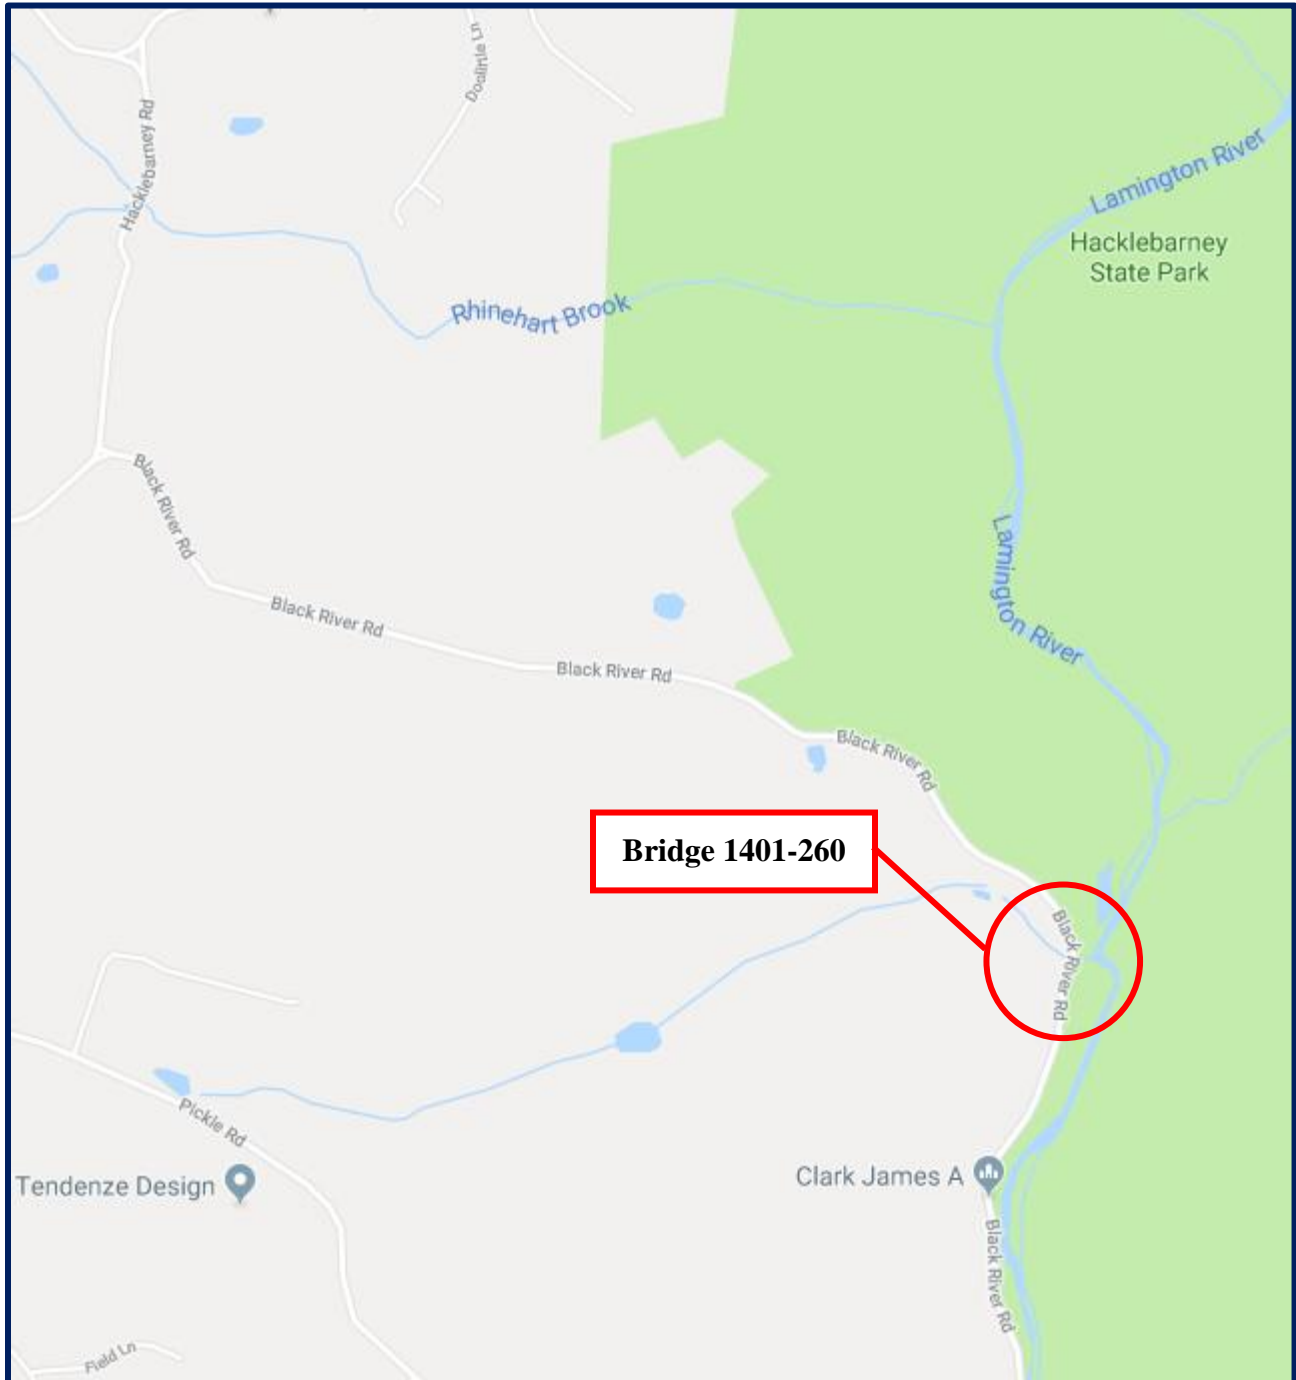 Doolittle Ln
Hacklebarney Rd
Lamington River
Hacklebarney
State Park
Rhinehart Brook
Black River Rd
Lamington River
Black River Rd
Black River Rd
Black River Rd
Bridge 1401-260
Black River Rd
Pickle Rd
Tendenze Design
Clark James A
Black River Rd
Field Ln